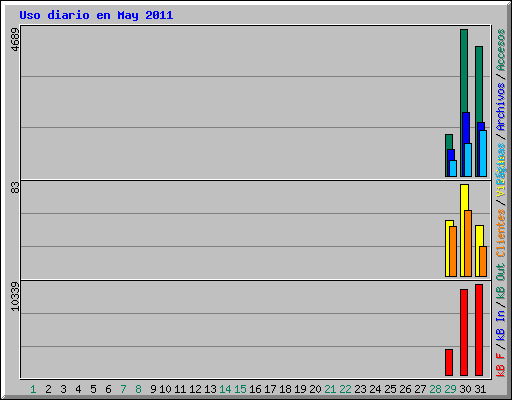 Uso diario en May 2011
4689
83
10339
Páginas / Archivos / Accesos
Clientes /
kB F / kB In / kB Out
1 2 3 4 5 6 7 8 9 10 11 12 13 14 15 16 17 18 19 20 21 22 23 24 25 26 27 28 29 30 31